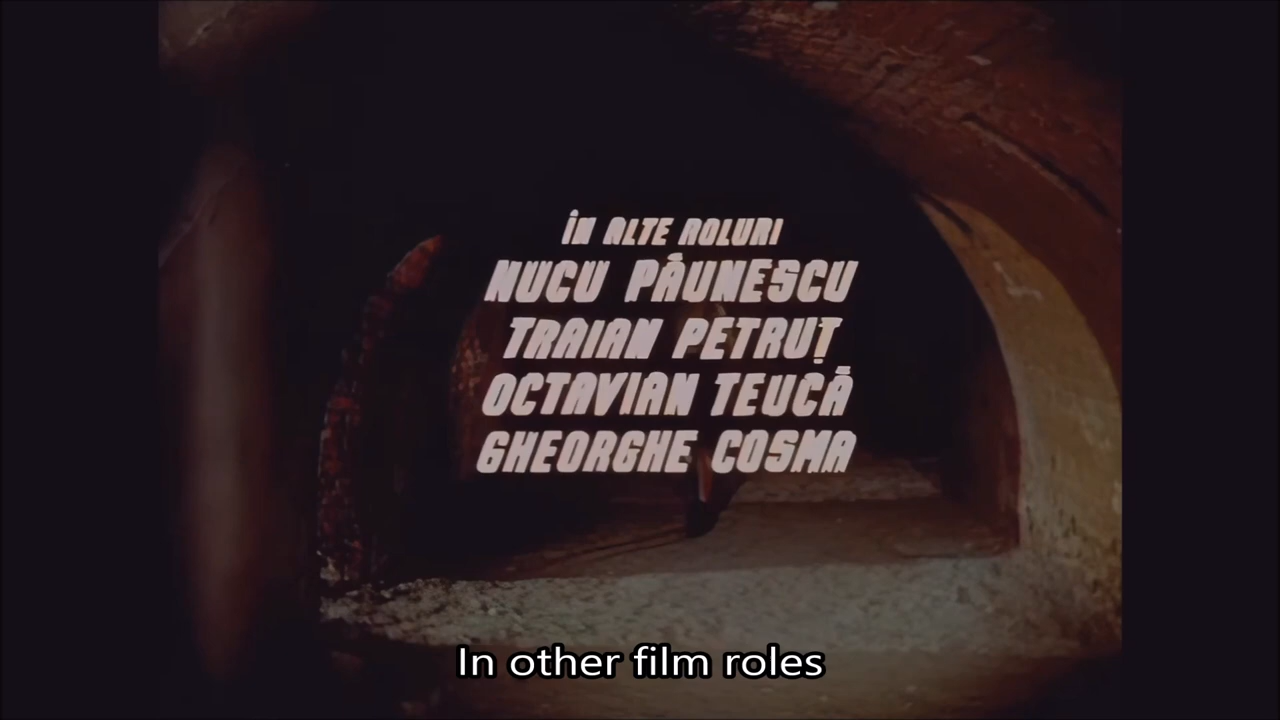 ÎN ALTE ROLURI
NUCU PĂUNESCU
TRAIAN PETRUȚ
OCTAVIAN TEUCĂ
GHEORGHE COSMA
In other film roles